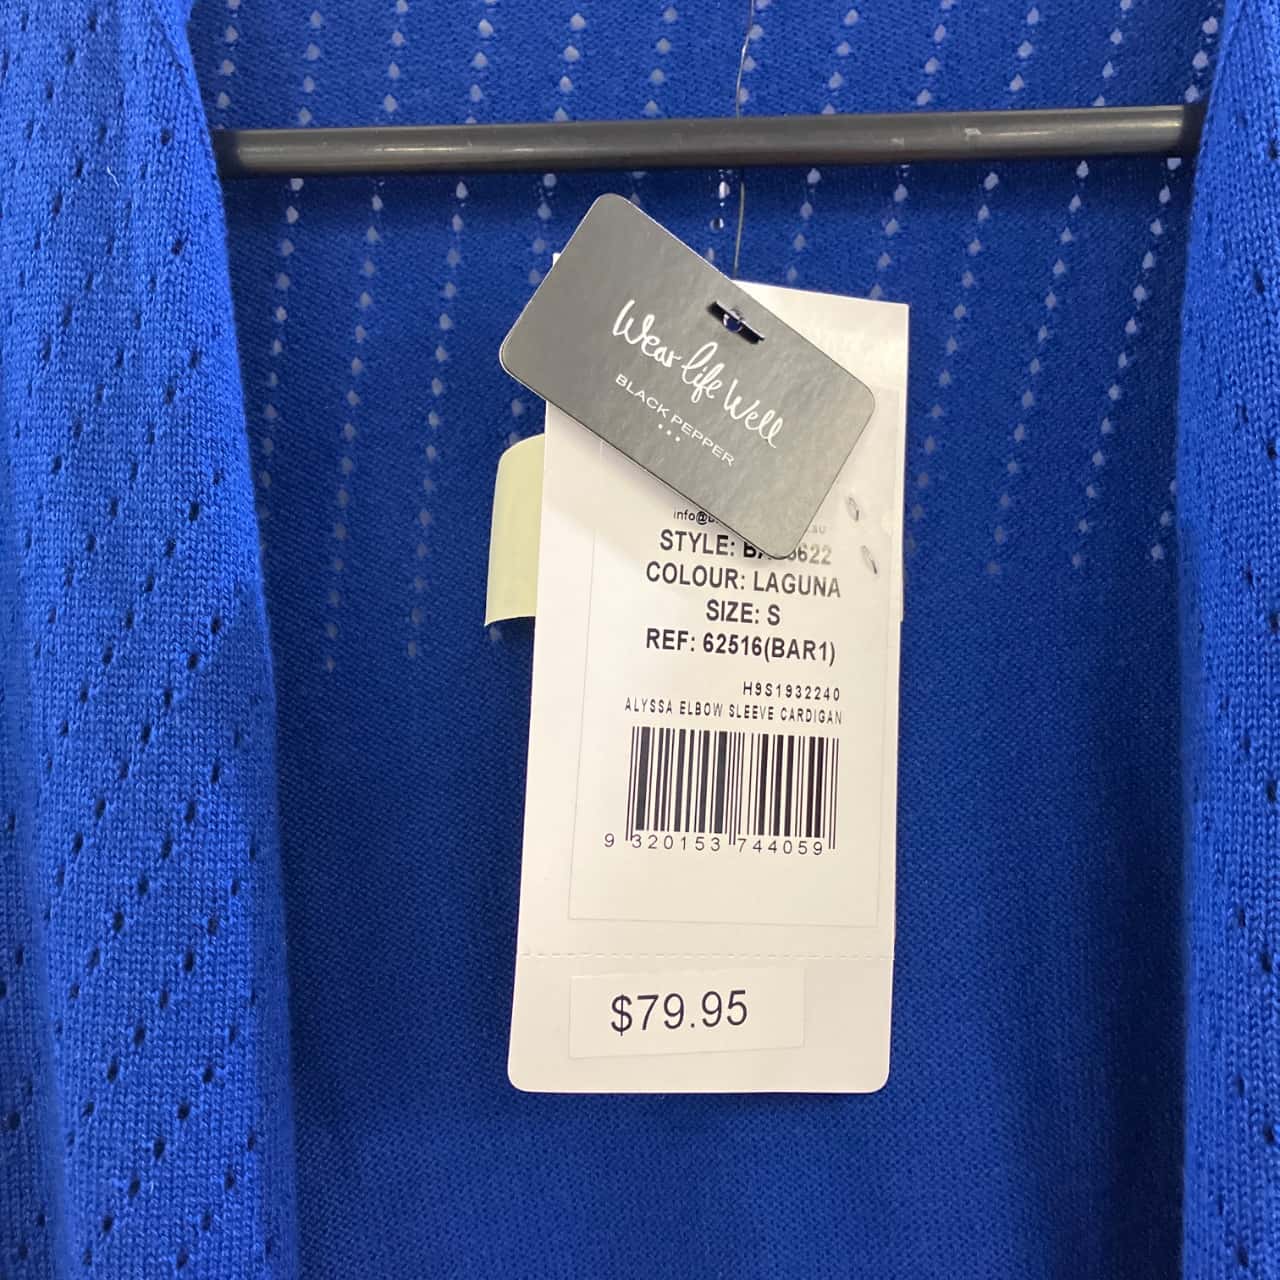 Wear life Well
BLACK PEPPER
info@
STYLE:
COLOUR: LAGUNA
SIZE: S
REF: 62516(BAR1)
H9S1932240
ALYSSA ELBOW SLEEVE CARDIGAN
9 320153 744059
$79.95